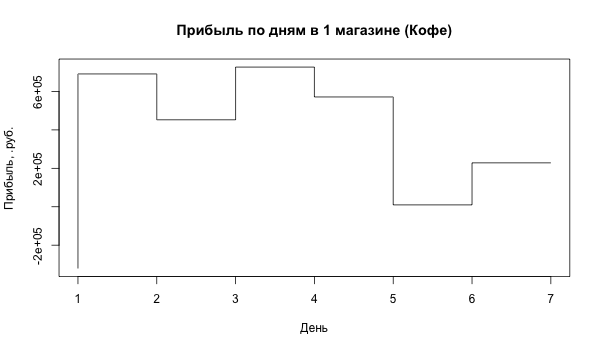 Прибыль по дням в 1 магазине (Кофе)
Прибыль, .руб.
6e+05
2e+05
-2e+05
1 2 3 4 5 6 7
День